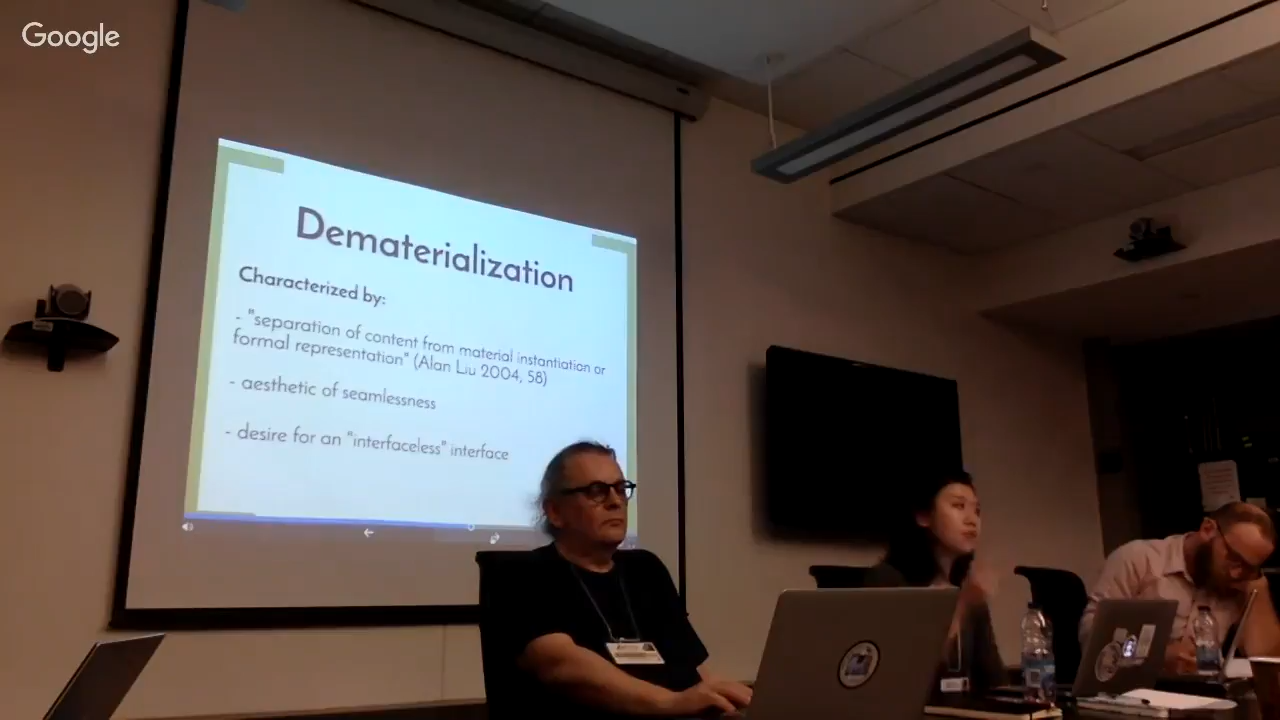 Google
Dematerialization
Characterized by:
- "separation of content from material instantiation or
formal representation" (Alan Liu 2004, 58)
- aesthetic of seamlessness
- desire for an "interfaceless" interface